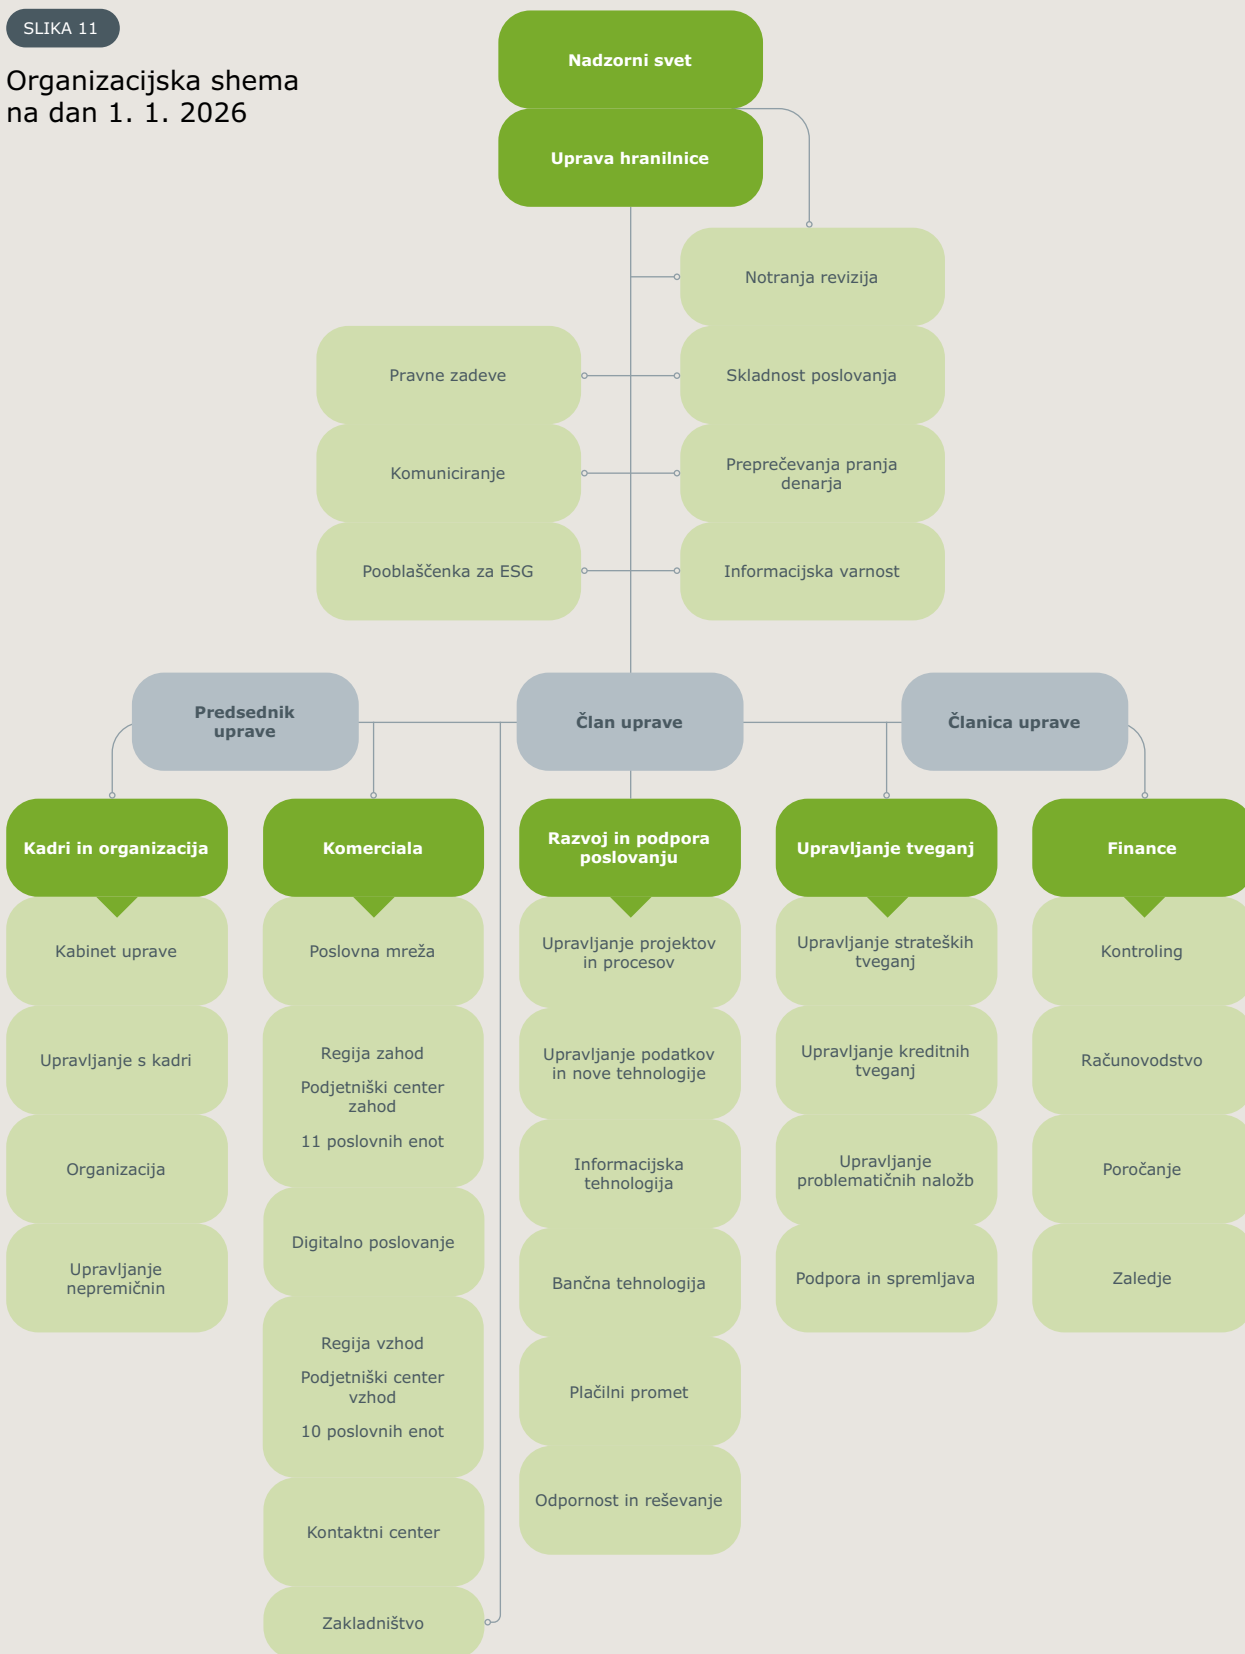 SLIKA 11
Organizacijska shema
na dan 1. 1. 2026
Nadzorni svet
Uprava hranilnice
Notranja revizija
Pravne zadeve
Skladnost poslovanja
Komuniciranje
Preprečevanja pranja
denarja
Pooblaščenka za ESG
Informacijska varnost
Predsednik
uprave
Član uprave
Članica uprave
Kadri in organizacija
Kabinet uprave
Upravljanje s kadri
Organizacija
Upravljanje
nepremičnin
Komerciala
Poslovna mreža
Regija zahod
Podjetniški center
zahod
11 poslovnih enot
Digitalno poslovanje
Regija vzhod
Podjetniški center
vzhod
10 poslovnih enot
Kontaktni center
Zakladništvo
Razvoj in podpora
poslovanju
Upravljanje projektov
in procesov
Upravljanje podatkov
in nove tehnologije
Informacijska
tehnologija
Bančna tehnologija
Plačilni promet
Odpornost in reševanje
Upravljanje tveganj
Upravljanje strateških
tveganj
Upravljanje kreditnih
tveganj
Upravljanje
problematičnih naložb
Podpora in spremljava
Finance
Kontroling
Računovodstvo
Poročanje
Zaledje